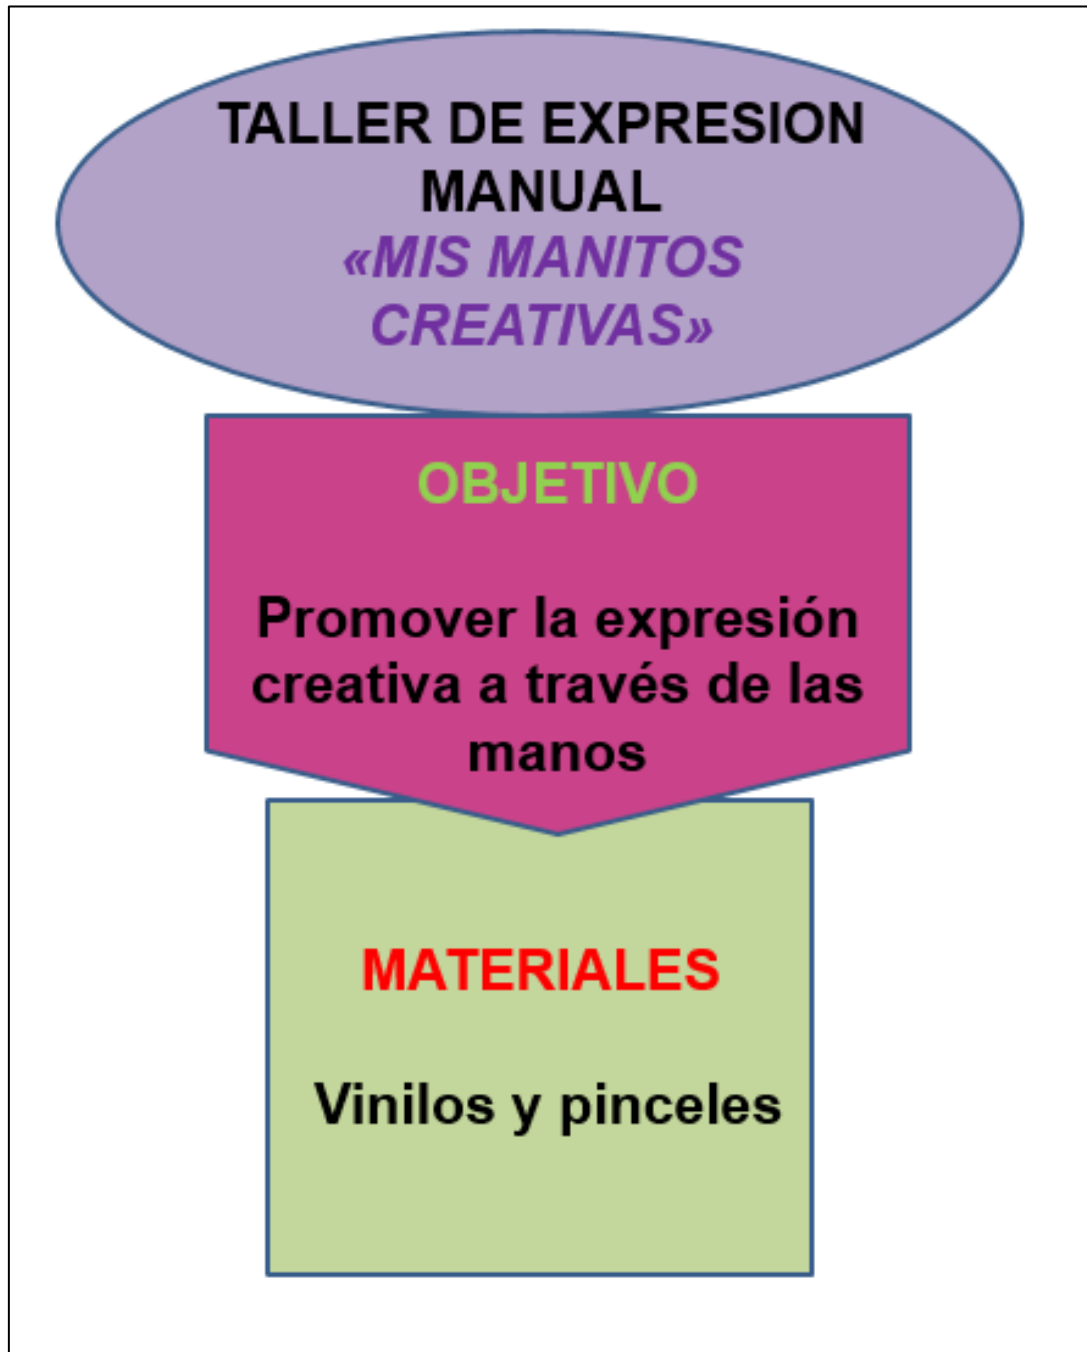 TALLER DE EXPRESION
MANUAL
«MIS MANITOS
CREATIVAS»
OBJETIVO
Promover la expresión
creativa a través de las
manos
MATERIALES
Vinilos y pinceles